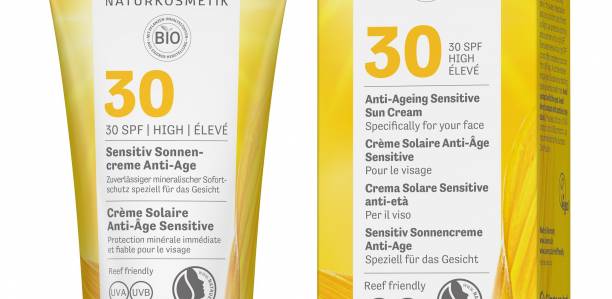 NATURKOSMETIK
BIO
30
30 SPF | HIGH | ÉLEVÉ
Sensitiv Sonnen-
creme Anti-Age
Zuverlässiger mineralischer Sofort-
schutz speziell für das Gesicht
Crème Solaire
Anti-Âge Sensitive
Protection minérale immédiate
et fiable pour le visage
Reef friendly
UVA UVB
30
30 SPF
HIGH
ÉLEVÉ
Anti-Ageing Sensitive
Sun Cream
Specifically for your face
Crème Solaire Anti-Âge
Sensitive
Pour le visage
Crema Solare Sensitive
anti-età
Per il viso
Sensitiv Sonnencreme
Anti-Age
Speziell für das Gesicht
Reef friendly